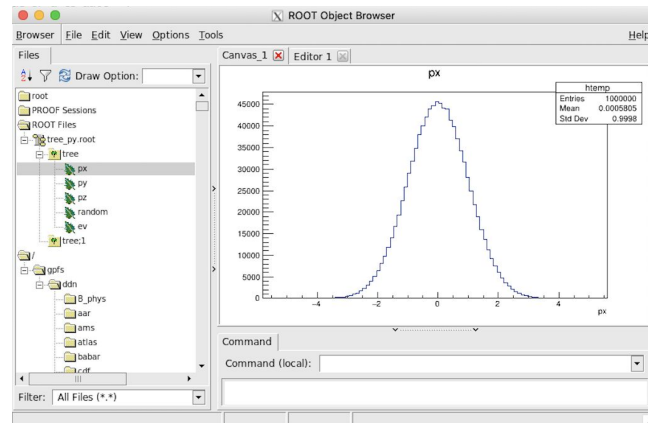 ROOT Object Browser
Browser File Edit View Options Tools Help
Files
Draw Option:
root
PROOF Sessions
ROOT Files
tree_py.root
tree
px
py
pz
random
ev
tree;1
/
gpfs
ddn
B_phys
aar
ams
atlas
babar
cdf
Filter: All Files (*.*)
Canvas_1 Editor 1
px
htemp
Entries 1000000
Mean 0.0005805
Std Dev 0.9998
45000
40000
35000
30000
25000
20000
15000
10000
5000
0
−4 −2 0 2 4
px
Command
Command (local):